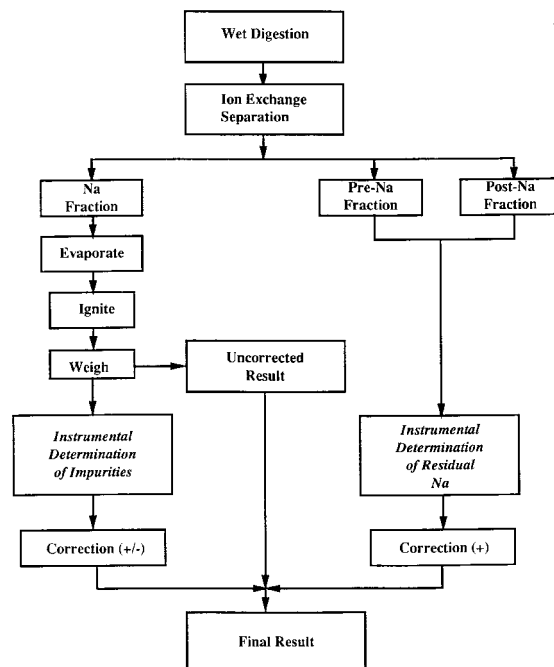 Wet Digestion
Ion Exchange
Separation
Na
Fraction
Pre-Na
Fraction
Post-Na
Fraction
Evaporate
Ignite
Weigh
Uncorrected
Result
Instrumental
Determination
of Impurities
Instrumental
Determination
of Residual
Na
Correction (+/-)
Correction (+)
Final Result